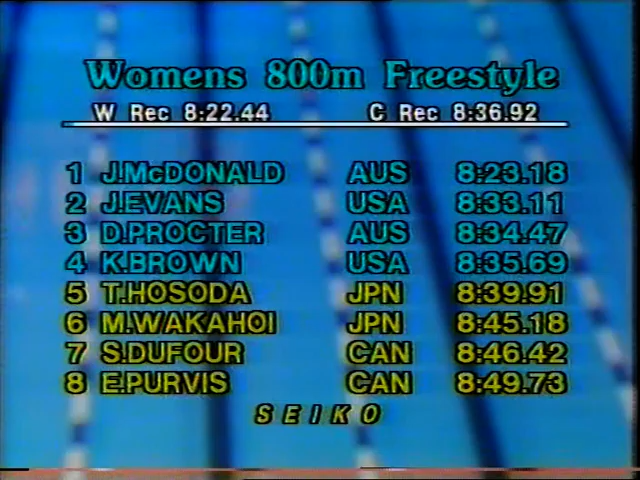 Womens 800m Freestyle
W Rec 8:22.44 C Rec 8:36.92
1 J.McDONALD AUS 8:23.18
2 J.EVANS USA 8:33.11
3 D.PROCTER AUS 8:34.47
4 K.BROWN USA 8:35.69
5 T.HOSODA JPN 8:39.91
6 M.WAKAHOI JPN 8:45.18
7 S.DUFOUR CAN 8:46.42
8 E.PURVIS CAN 8:49.73
SEIKO